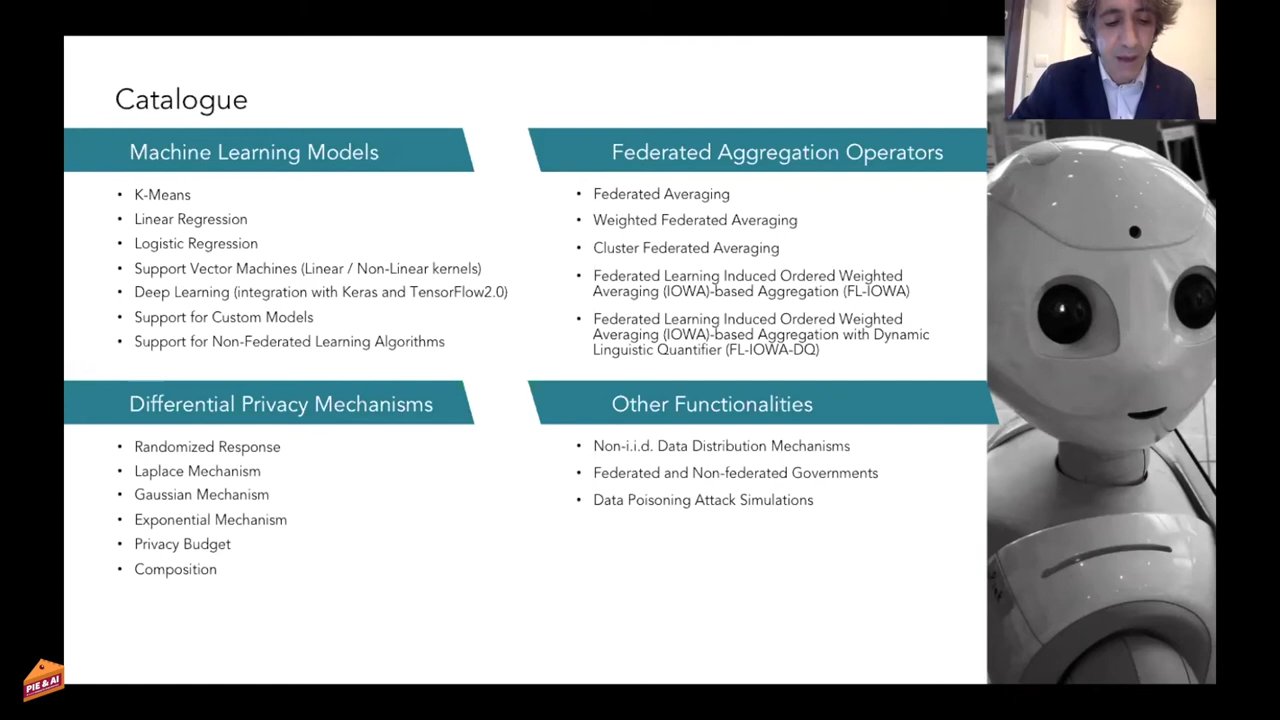 Catalogue
Machine Learning Models
• K-Means
• Linear Regression
• Logistic Regression
• Support Vector Machines (Linear / Non-Linear kernels)
• Deep Learning (integration with Keras and TensorFlow2.0)
• Support for Custom Models
• Support for Non-Federated Learning Algorithms
Federated Aggregation Operators
• Federated Averaging
• Weighted Federated Averaging
• Cluster Federated Averaging
• Federated Learning Induced Ordered Weighted
Averaging (IOWA)-based Aggregation (FL-IOWA)
• Federated Learning Induced Ordered Weighted
Averaging (IOWA)-based Aggregation with Dynamic
Linguistic Quantifier (FL-IOWA-DQ)
Differential Privacy Mechanisms
• Randomized Response
• Laplace Mechanism
• Gaussian Mechanism
• Exponential Mechanism
• Privacy Budget
• Composition
Other Functionalities
• Non-i.i.d. Data Distribution Mechanisms
• Federated and Non-federated Governments
• Data Poisoning Attack Simulations
PIE & AI